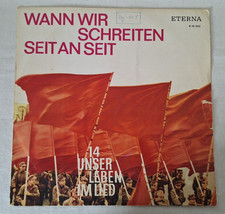 WANN WIR
SCHREITEN
SEIT AN SEIT
ETERNA
14
UNSER
LEBEN
IM LIED